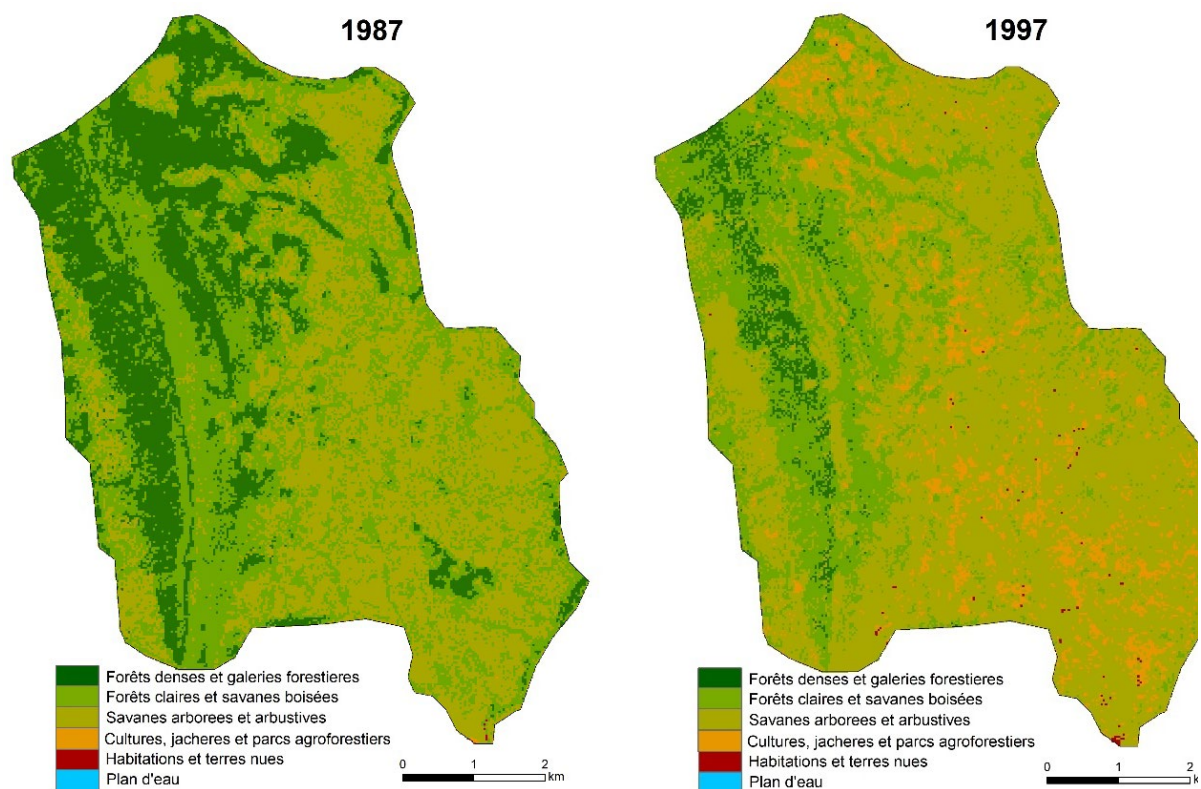 1987
Forêts denses et galeries forestieres
Forêts claires et savanes boisées
Savanes arborees et arbustives
Cultures, jacheres et parcs agroforestiers
Habitations et terres nues
Plan d'eau
0 1 2
km
1997
Forêts denses et galeries forestieres
Forêts claires et savanes boisées
Savanes arborees et arbustives
Cultures, jacheres et parcs agroforestiers
Habitations et terres nues
Plan d'eau
0 1 2
k